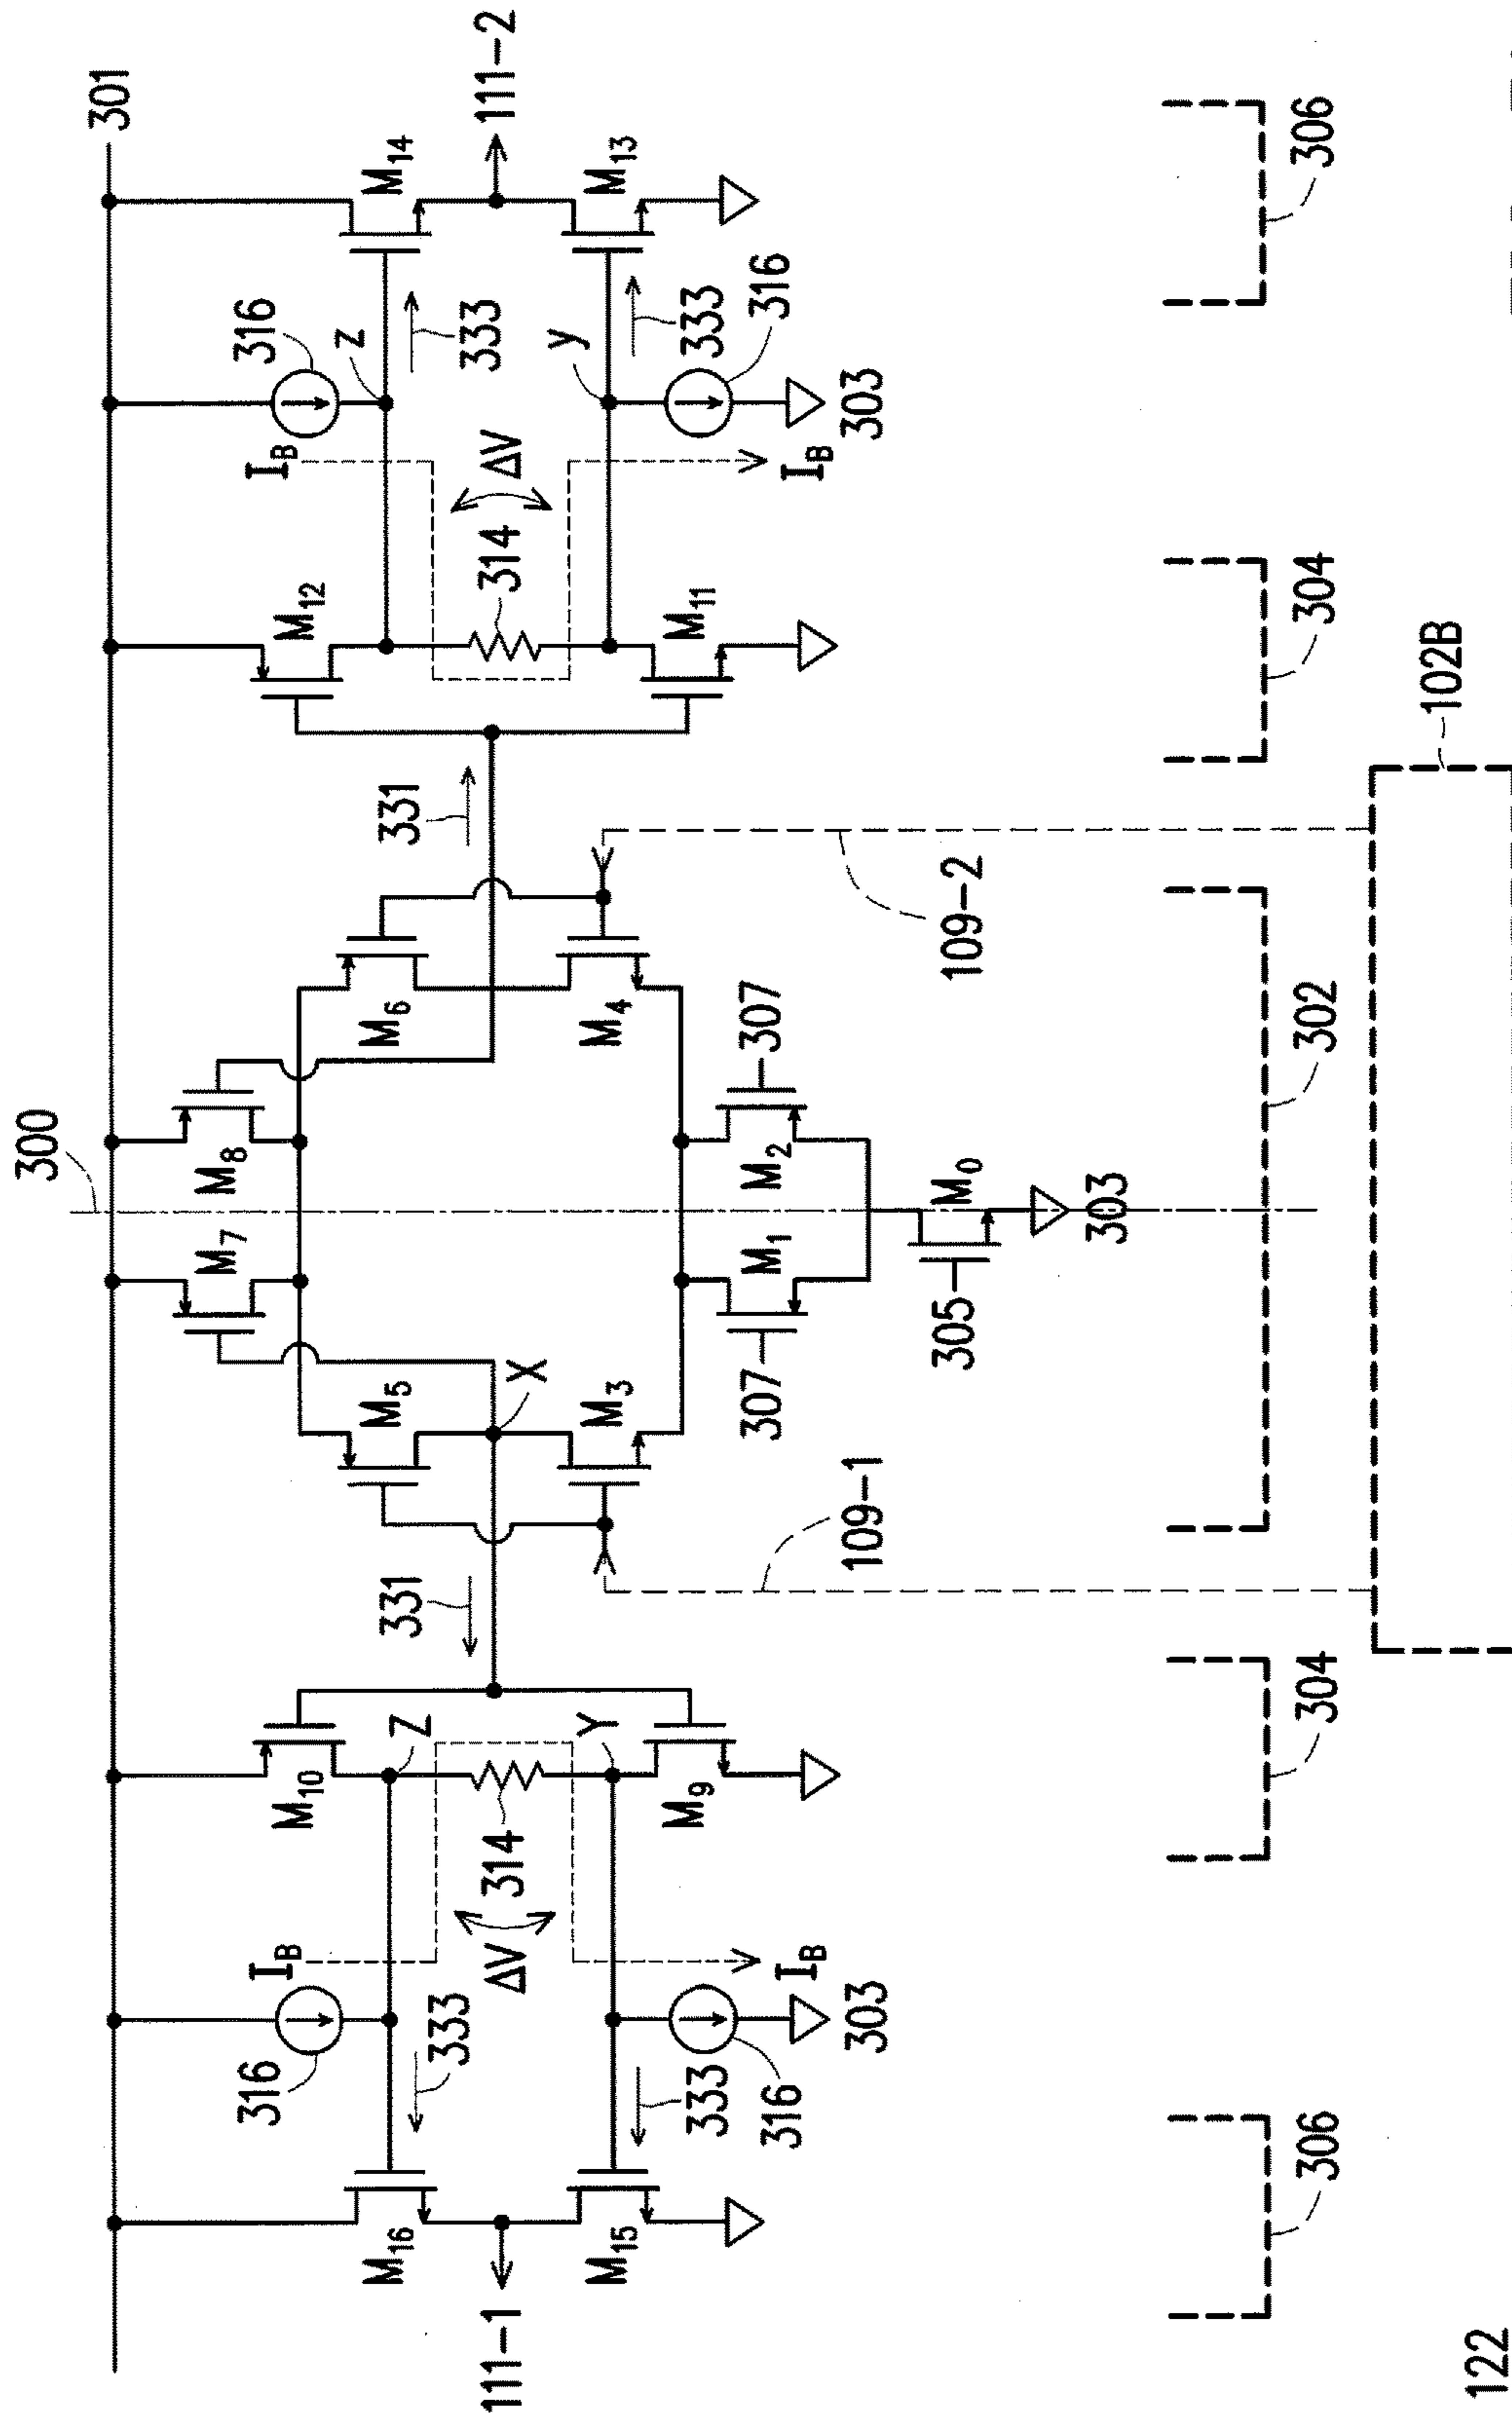 300
301
M7
M8
316
316
IB
IB
M10
M12
Z
z
M16
M14
M5
M6
333
333
331
331
X
111-1
111-2
ΔV
ΔV
314
314
Y
y
M15
M13
M9
M11
M3
M4
333
333
316
316
IB
IB
303
303
307
307
M1
M2
109-1
109-2
305
M0
303
306
304
302
304
306
102B
122